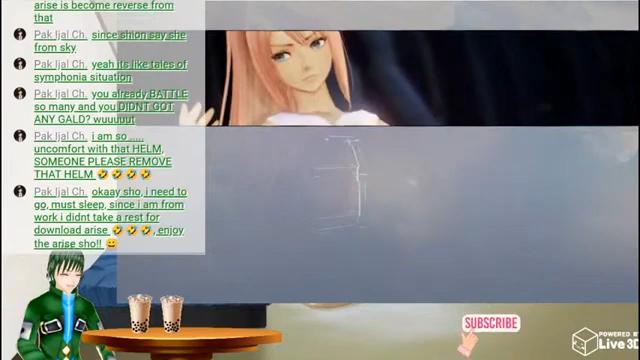 arise is become reverse from
that
Pak Ijal Ch. since shion say she
from sky
Pak Ijal Ch. yeah its like tales of
symphonia situation
Pak Ijal Ch. you already BATTLE
so many and you DIDNT GOT
ANY GALD? wuuuuut
Pak Ijal Ch. i am so .....
uncomfort with that HELM,
SOMEONE PLEASE REMOVE
THAT HELM 🤣 🤣 🤣 🤣
Pak Ijal Ch. okaay sho, i need to
go, must sleep, since i am from
work i didnt take a rest for
download arise 🤣 🤣 🤣, enjoy
the arise sho!! 😀
SUBSCRIBE
POWERED BY
Live3D